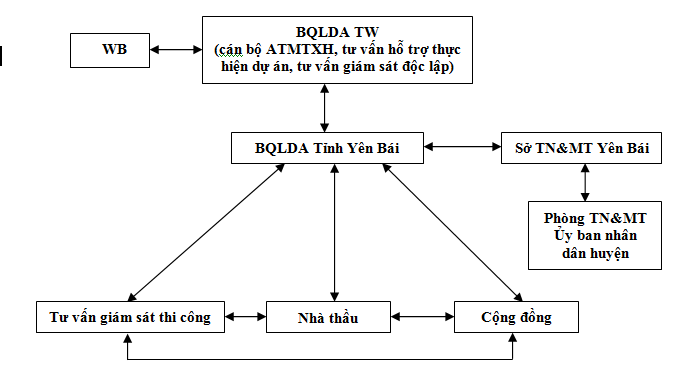 WB
BQLDA TW
(cán bộ ATMTXH, tư vấn hỗ trợ thực
hiện dự án, tư vấn giám sát độc lập)
BQLDA Tỉnh Yên Bái
Sở TN&MT Yên Bái
Phòng TN&MT
Ủy ban nhân
dân huyện
Tư vấn giám sát thi công
Nhà thầu
Cộng đồng